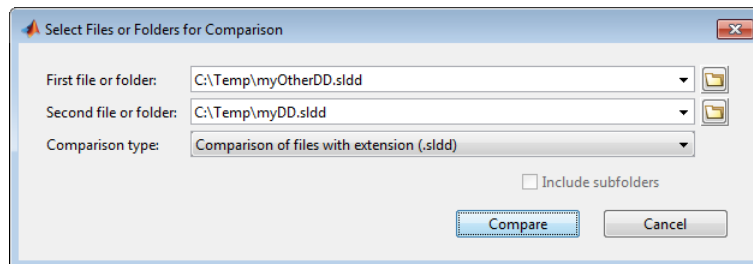 Select Files or Folders for Comparison
First file or folder: C:\Temp\myOtherDD.sldd
Second file or folder: C:\Temp\myDD.sldd
Comparison type: Comparison of files with extension (.sldd)
Include subfolders
Compare Cancel